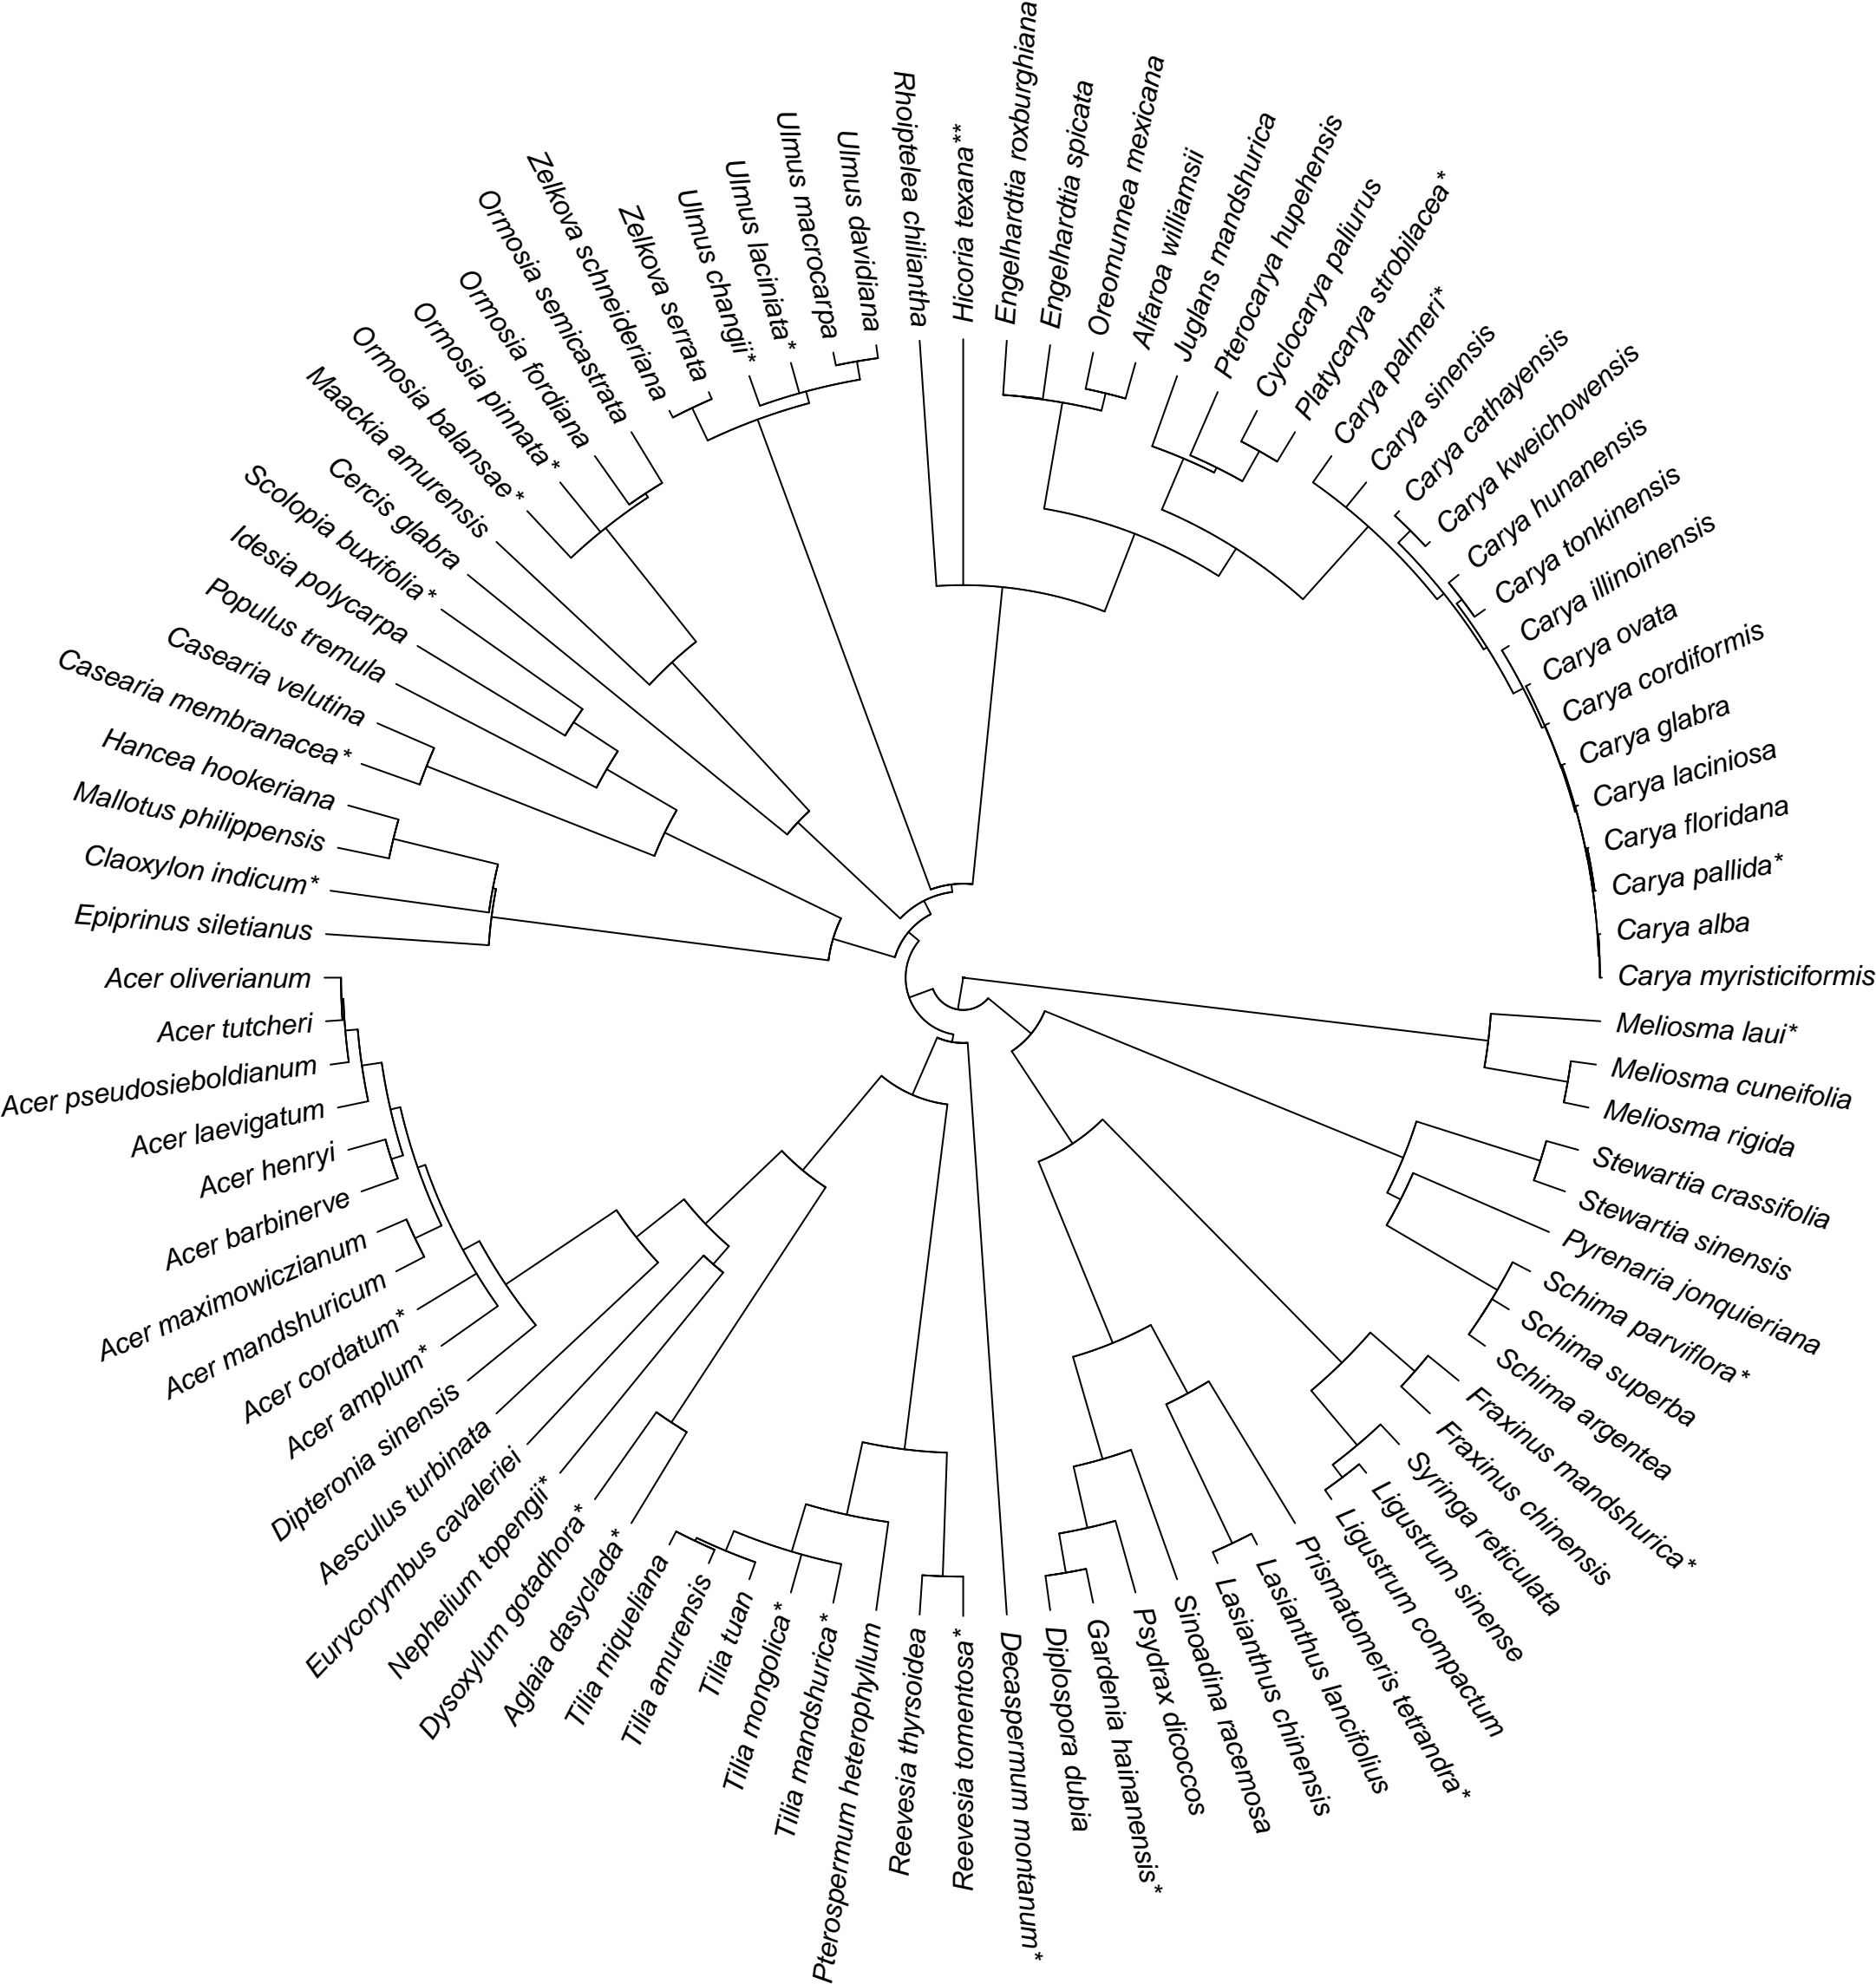 Rhoiptelea chiliantha
Hicoria texana**
Engelhardtia roxburghiana
Engelhardtia spicata
Oreomunnea mexicana
Alfaroa williamsii
Juglans mandshurica
Pterocarya hupehensis
Cyclocarya paliurus
Platycarya strobilacea*
Carya palmeri*
Carya sinensis
Carya cathayensis
Carya kweichowensis
Carya hunanensis
Carya tonkinensis
Carya illinoinensis
Carya ovata
Carya cordiformis
Carya glabra
Carya laciniosa
Carya floridana
Carya pallida*
Carya alba
Carya myristiciformis
Meliosma laui*
Meliosma cuneifolia
Meliosma rigida
Stewartia crassifolia
Stewartia sinensis
Pyrenaria jonquieriana
Schima parviflora*
Schima superba
Schima argentea
Fraxinus mandshurica*
Fraxinus chinensis
Syringa reticulata
Ligustrum sinense
Ligustrum compactum
Prismatomeris tetrandra*
Lasianthus lancifolius
Lasianthus chinensis
Sinoadina racemosa
Psydrax dicoccos
Gardenia hainanensis*
Diplospora dubia
Decaspermum montanum*
Reevesia tomentosa*
Reevesia thyrsoidea
Pterospermum heterophyllum
Tilia mandshurica*
Tilia mongolica*
Tilia tuan
Tilia amurensis
Tilia miqueliana
Aglaia dasyclada*
Dysoxylum gotadhora*
Nephelium topengii*
Eurycorymbus cavaleriei
Aesculus turbinata
Dipteronia sinensis
Acer amplum*
Acer cordatum*
Acer mandshuricum
Acer maximowiczianum
Acer barbinerve
Acer henryi
Acer laevigatum
Acer pseudosieboldianum
Acer tutcheri
Acer oliverianum
Epiprinus siletianus
Claoxylon indicum*
Mallotus philippensis
Hancea hookeriana
Casearia membranacea*
Casearia velutina
Populus tremula
Idesia polycarpa
Scolopia buxifolia*
Cercis glabra
Maackia amurensis
Ormosia balansae*
Ormosia pinnata*
Ormosia fordiana
Ormosia semicastrata
Zelkova schneideriana
Zelkova serrata
Ulmus changii*
Ulmus laciniata*
Ulmus macrocarpa
Ulmus davidiana